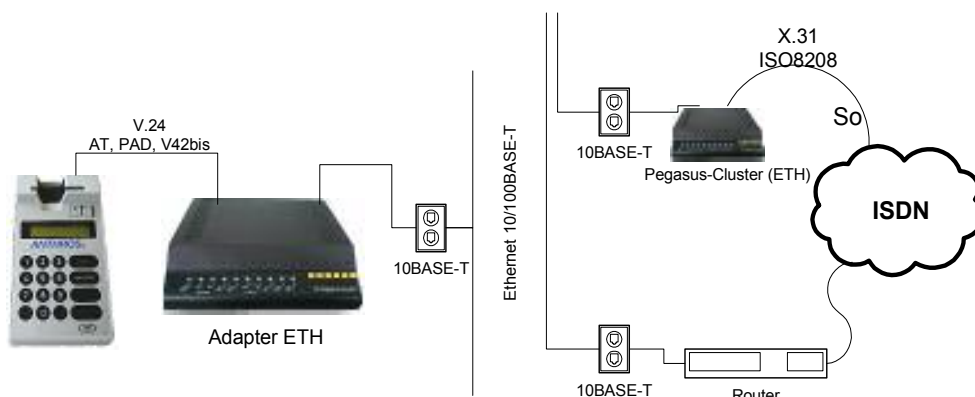 V.24
AT, PAD, V42bis
10BASE-T
Adapter ETH
Ethernet 10/100BASE-T
X.31
ISO8208
So
10BASE-T
Pegasus-Cluster (ETH)
ISDN
10BASE-T
Router